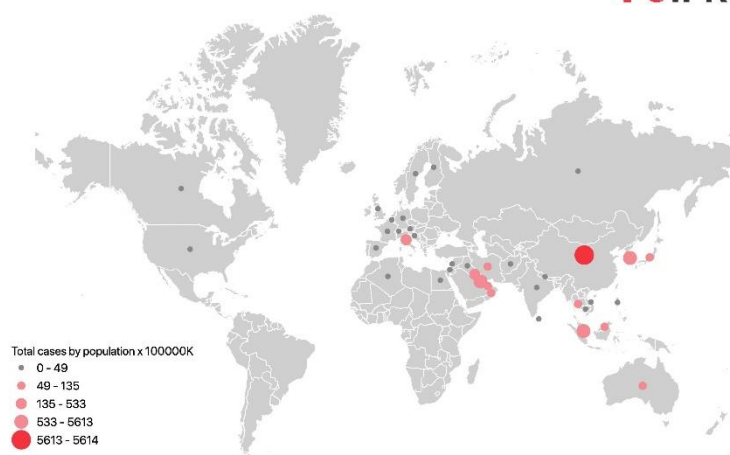 Total cases by population x 100000K
0 - 49
49 - 135
135 - 533
533 - 5613
5613 - 5614